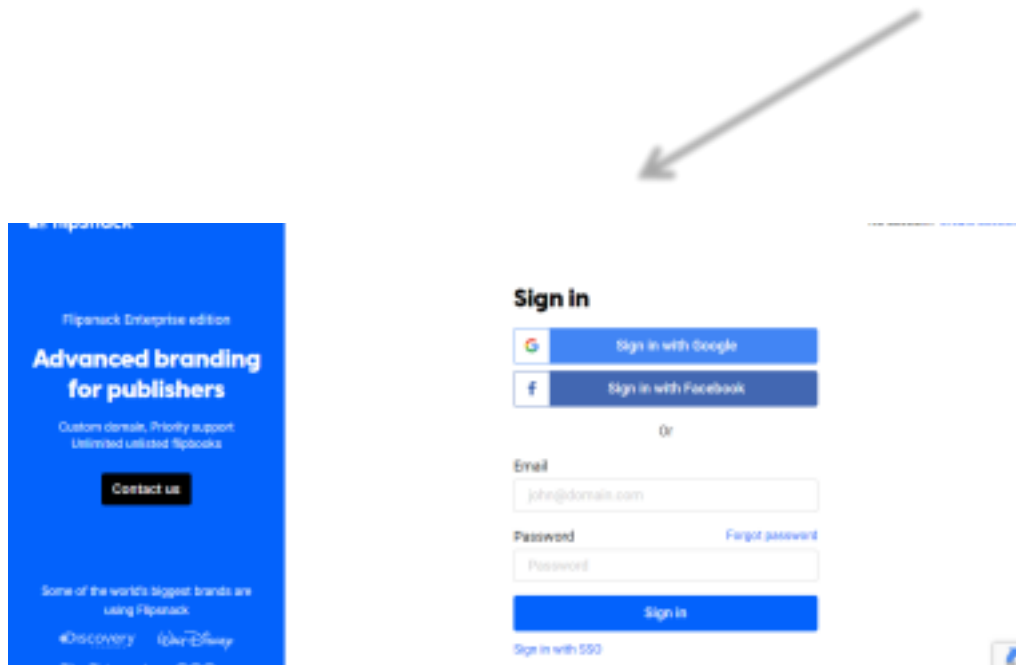 flipsnack
Flipsnack Enterprise edition
Advanced branding
for publishers
Custom domain, Priority support
Unlimited unlisted flipbooks
Contact us
Some of the world's biggest brands are
using Flipsnack
Discovery
Walt Disney
Sign in
G
Sign in with Google
f
Sign in with Facebook
Or
Email
john@domain.com
Password
Forgot password
Password
Sign in
Sign in with SSO